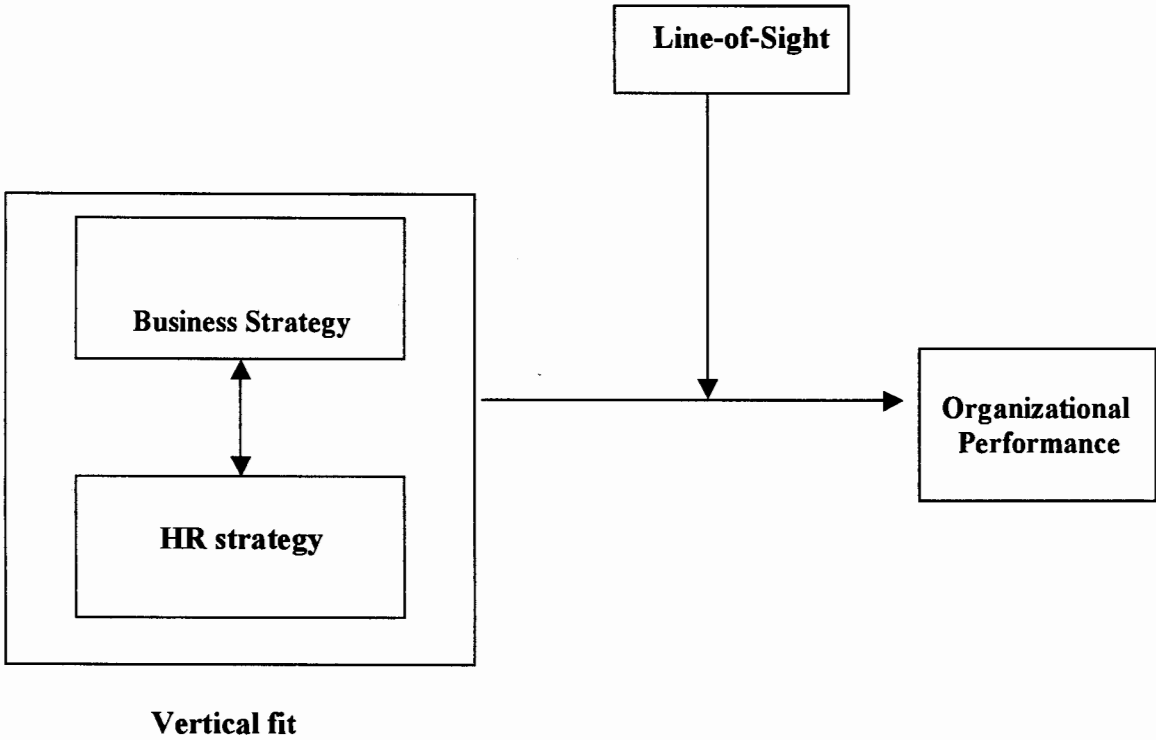 Line-of-Sight
Business Strategy
HR strategy
Organizational
Performance
Vertical fit